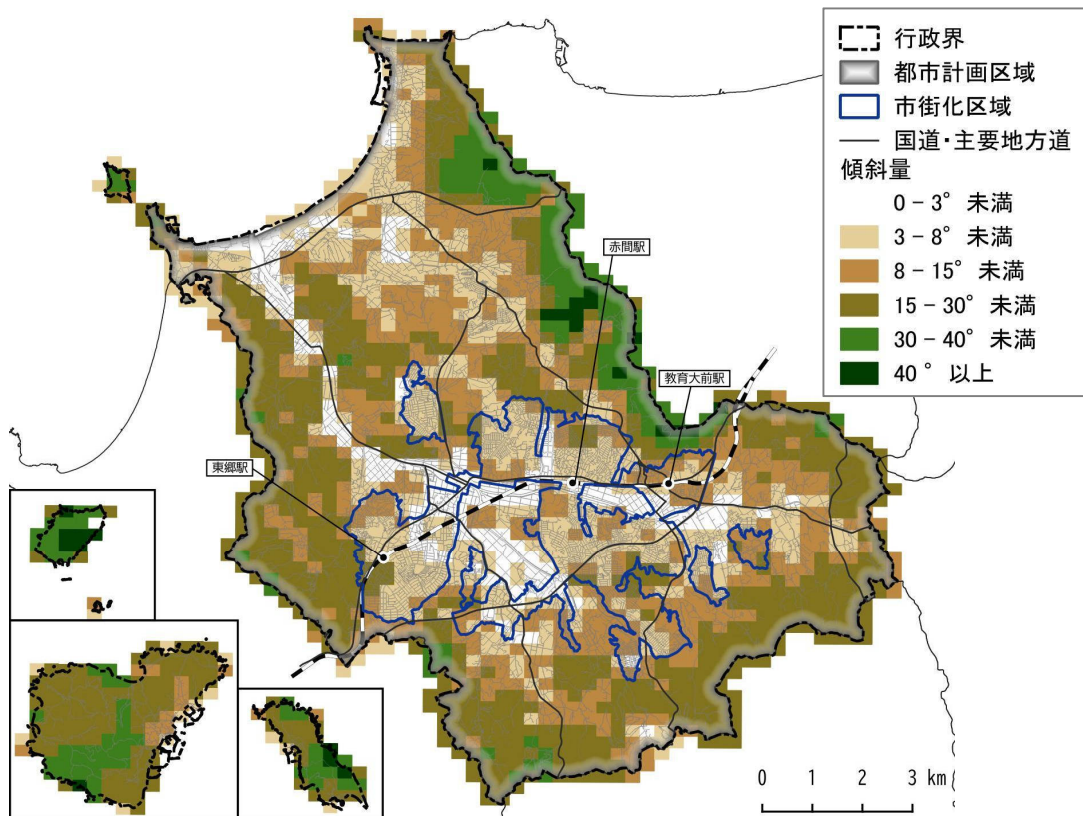 行政界
都市計画区域
市街化区域
国道・主要地方道
傾斜量
0－3° 未満
3－8° 未満
8－15° 未満
15－30° 未満
30－40° 未満
40 ° 以上
赤間駅
教育大前駅
東郷駅
0 1 2 3 km